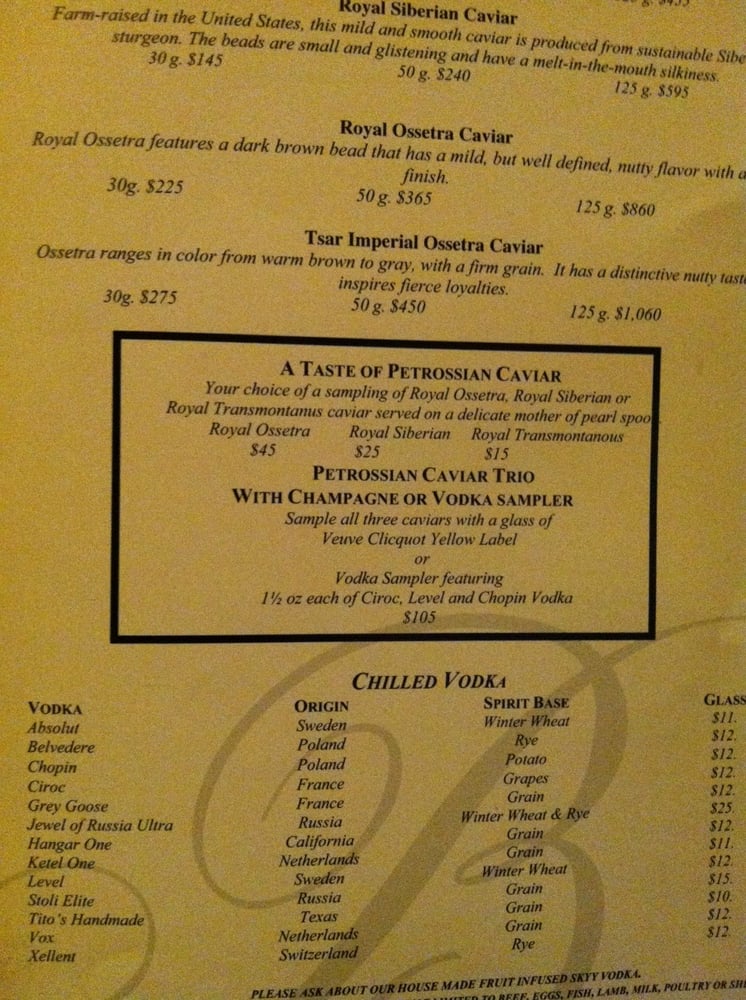 Royal Siberian Caviar
Farm-raised in the United States, this mild and smooth caviar is produced from sustainable
sturgeon. The beads are small and glistening and have a melt-in-the-mouth silkiness.
30 g. $145 50 g. $240 125 g. $595
Royal Ossetra Caviar
Royal Ossetra features a dark brown bead that has a mild, but well defined, nutty flavor with a
finish.
30g. $225 50 g. $365 125 g. $860
Tsar Imperial Ossetra Caviar
Ossetra ranges in color from warm brown to gray, with a firm grain. It has a distinctive nutty
inspires fierce loyalties.
30g. $275 50 g. $450 125 g. $1,060
A TASTE OF PETROSSIAN CAVIAR
Your choice of a sampling of Royal Ossetra, Royal Siberian or
Royal Transmontanus caviar served on a delicate mother of pearl
Royal Ossetra Royal Siberian Royal Transmontanous
$45 $25 $15
PETROSSIAN CAVIAR TRIO
WITH CHAMPAGNE OR VODKA SAMPLER
Sample all three caviars with a glass of
Veuve Clicquot Yellow Label
or
Vodka Sampler featuring
1½ oz each of Ciroc, Level and Chopin Vodka
$105
CHILLED VODKA
VODKA ORIGIN SPIRIT BASE GLASS
Absolut Sweden Winter Wheat $11.
Belvedere Poland Rye $12.
Chopin Poland Potato $12.
Ciroc France Grapes $12.
Grey Goose France Grain $12.
Jewel of Russia Ultra Russia Winter Wheat & Rye $25.
Hangar One California Grain $12.
Ketel One Netherlands Grain $11.
Level Sweden Winter Wheat $12.
Stoli Elite Russia Grain $15.
Tito's Handmade Texas Grain $10.
Vox Netherlands Grain $12.
Xellent Switzerland Rye $12
PLEASE ASK ABOUT OUR HOUSE MADE FRUIT INFUSED SKYY VODKA.
TO BEEF, EGGS, FISH, LAMB, MILK, POULTRY OR